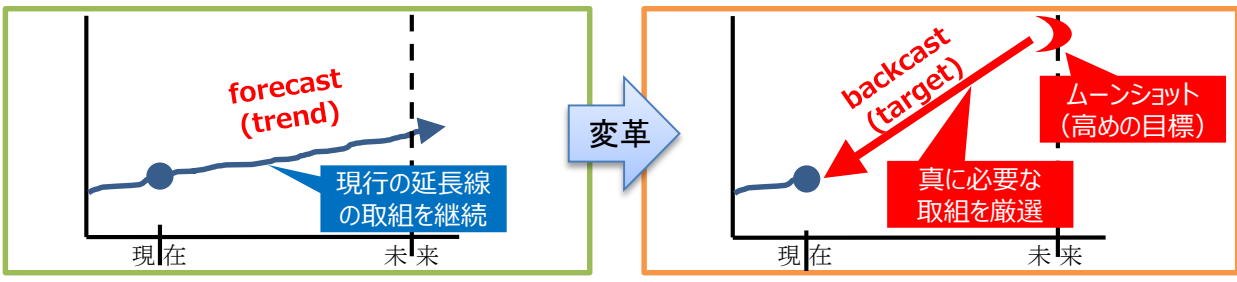 forecast
(trend)
現行の延長線
の取組を継続
現在
未来
変革
backcast
(target)
ムーンショット
（高めの目標）
真に必要な
取組を厳選
現在
未来